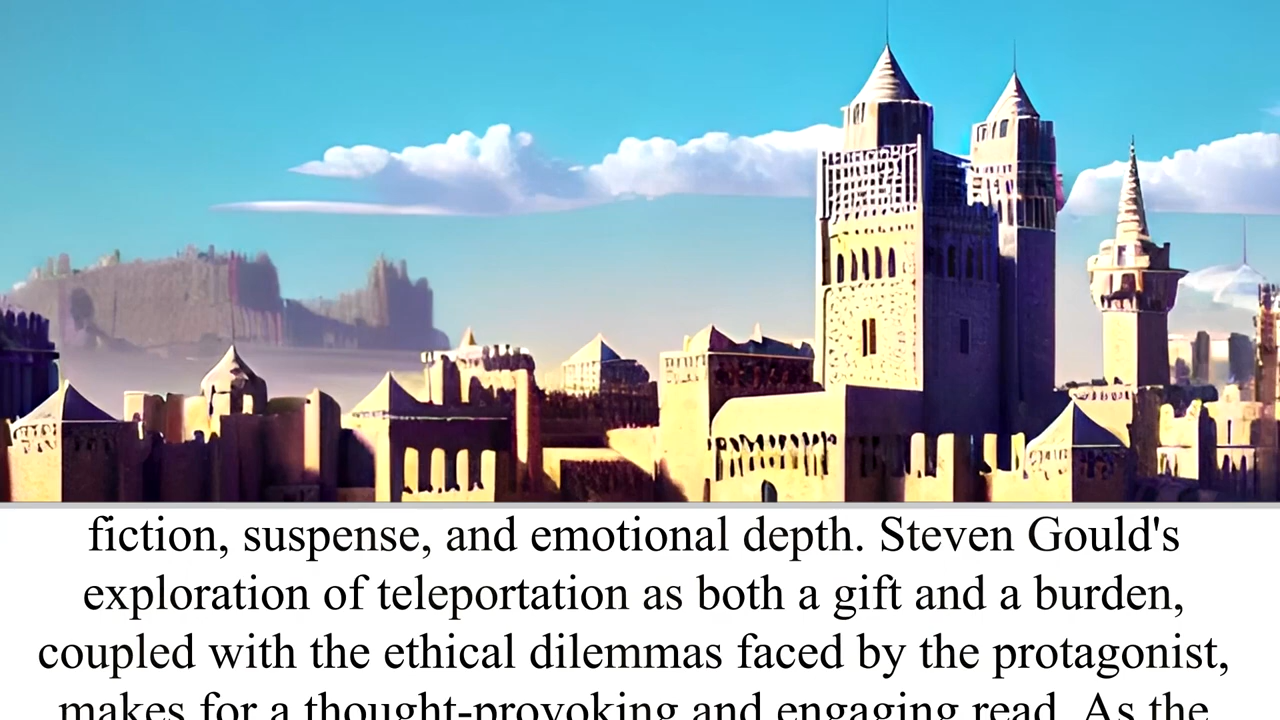 fiction, suspense, and emotional depth. Steven Gould's
exploration of teleportation as both a gift and a burden,
coupled with the ethical dilemmas faced by the protagonist,
makes for a thought-provoking and engaging read. As the